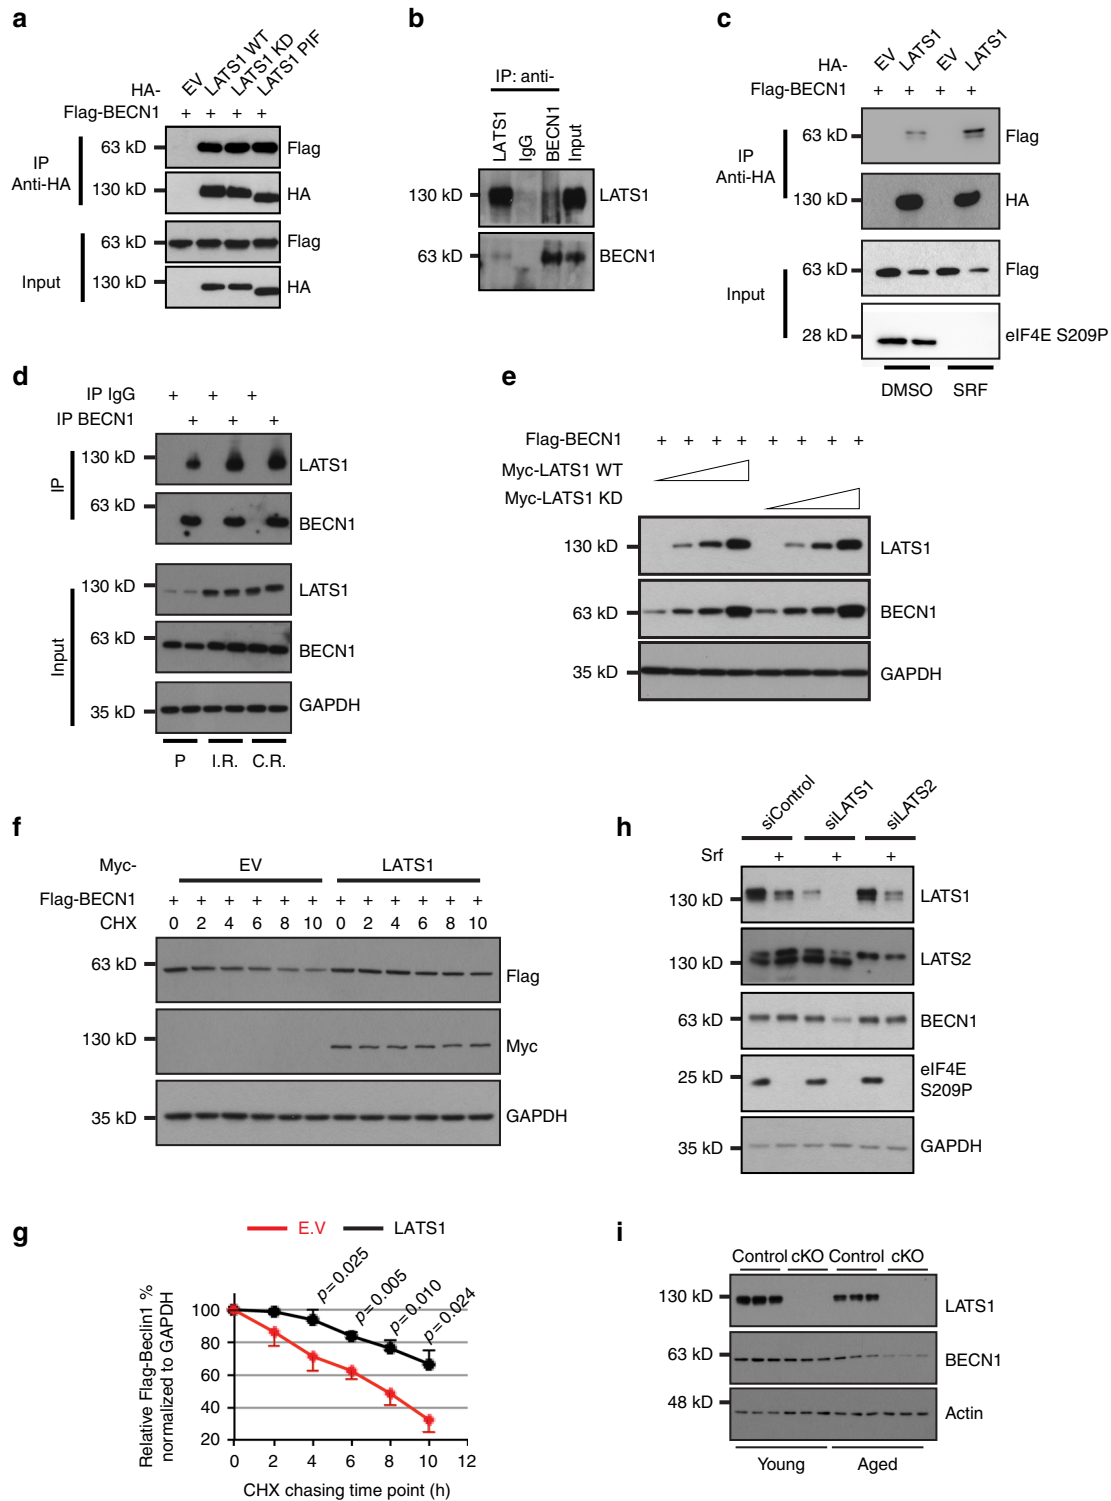 a
HA- EV LATS1 WT LATS1 KD LATS1 PIF
Flag-BECN1 + + + +
IP Anti-HA
63 kD Flag
130 kD HA
Input
63 kD Flag
130 kD HA
b
IP: anti-
LATS1 IgG BECN1 Input
130 kD LATS1
63 kD BECN1
c
HA- EV LATS1 EV LATS1
Flag-BECN1 + + + +
IP Anti-HA
63 kD Flag
130 kD HA
Input
63 kD Flag
28 kD eIF4E S209P
DMSO SRF
d
IP IgG + + +
IP BECN1 + + +
IP
130 kD LATS1
63 kD BECN1
Input
130 kD LATS1
63 kD BECN1
35 kD GAPDH
P I.R. C.R.
e
Flag-BECN1 + + + + + + + +
Myc-LATS1 WT
Myc-LATS1 KD
130 kD LATS1
63 kD BECN1
35 kD GAPDH
f
Myc- EV LATS1
Flag-BECN1 + + + + + + + + + + + +
CHX 0 2 4 6 8 10 0 2 4 6 8 10
63 kD Flag
130 kD Myc
35 kD GAPDH
h
siControl siLATS1 siLATS2
Srf + + +
130 kD LATS1
130 kD LATS2
63 kD BECN1
25 kD eIF4E S209P
35 kD GAPDH
g
E.V LATS1
Relative Flag-Beclin1 %
normalized to GAPDH
100
80
60
40
20
p=0.025
p=0.005
p=0.010
p=0.024
0 2 4 6 8 10 12
CHX chasing time point (h)
i
Control cKO Control cKO
130 kD LATS1
63 kD BECN1
48 kD Actin
Young Aged